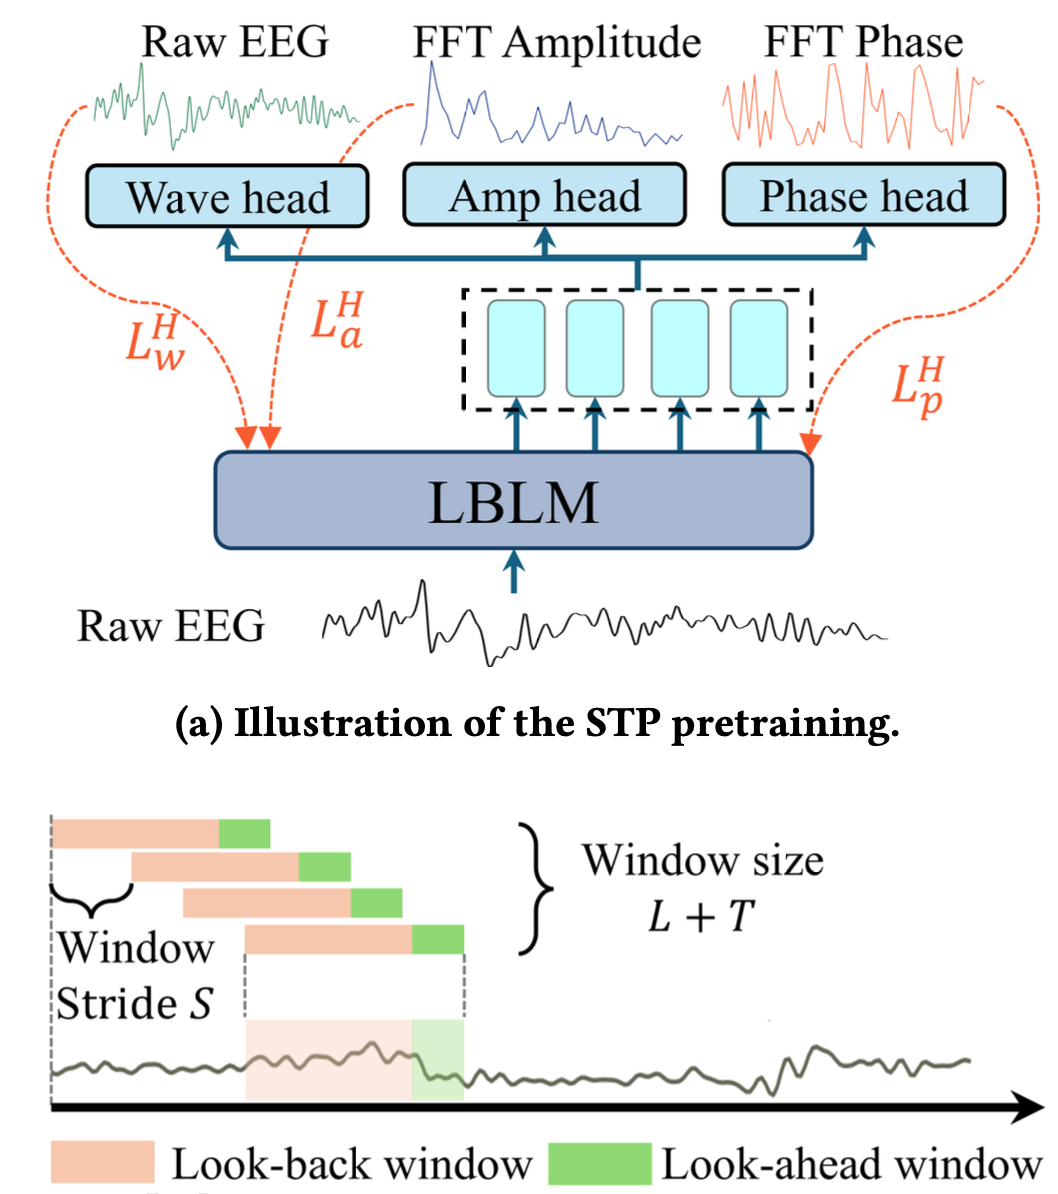 Raw EEG FFT Amplitude FFT Phase
Wave head Amp head Phase head
L_w^H L_a^H L_p^H
LBLM
Raw EEG
(a) Illustration of the STP pretraining.
Window size
L + T
Window
Stride S
Look-back window Look-ahead window